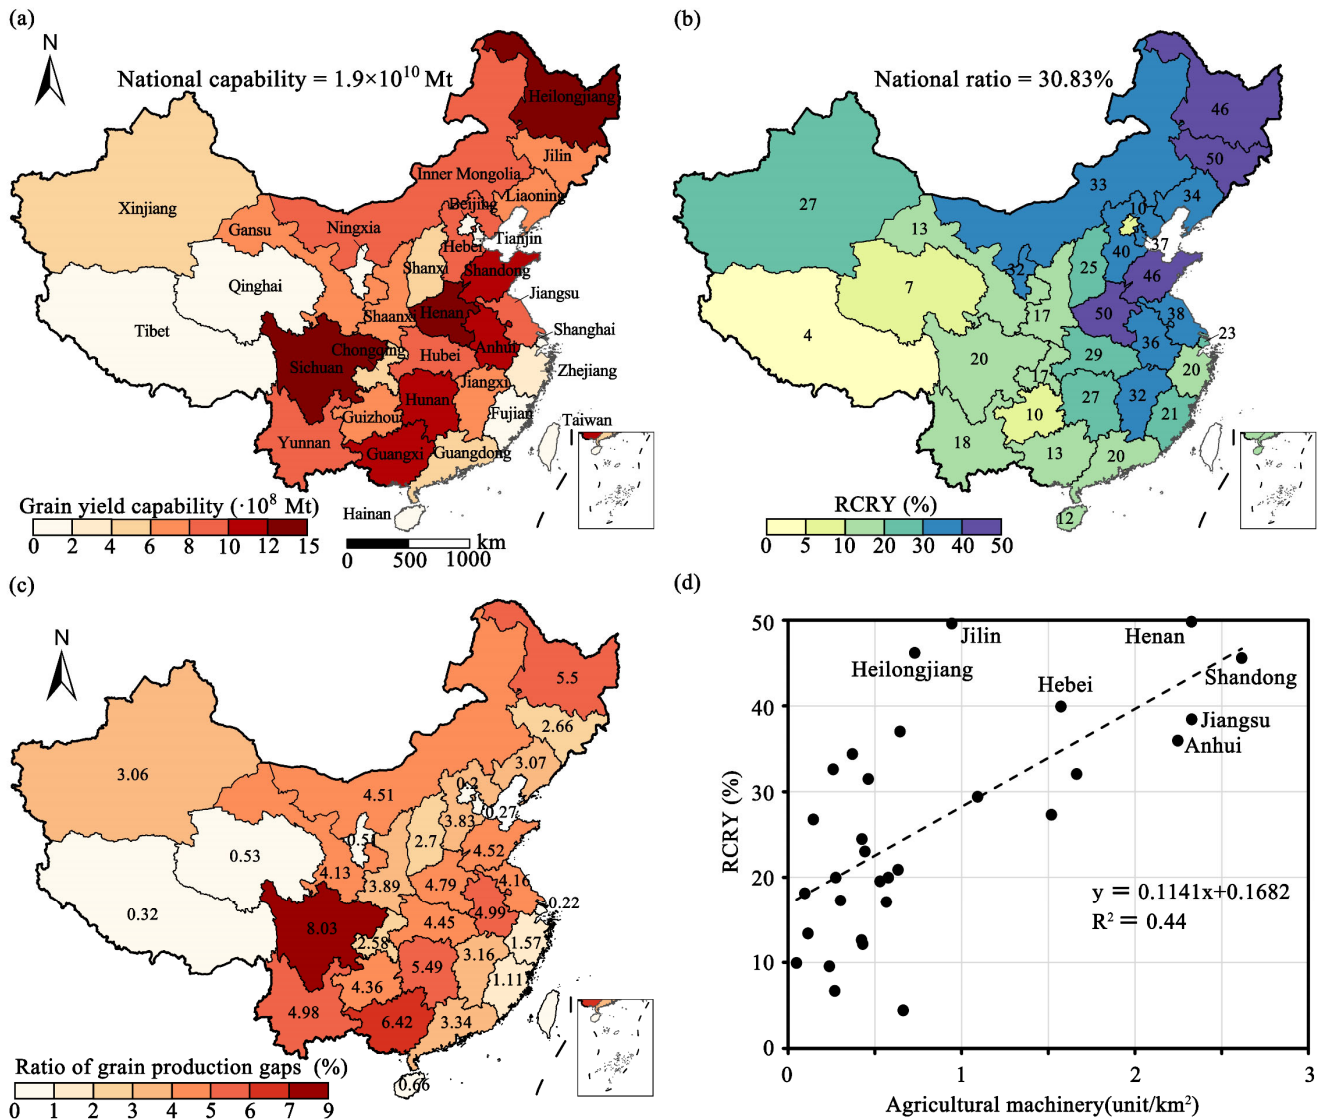 (a)
N
National capability = 1.9×10¹⁰ Mt
Heilongjiang
Jilin
Inner Mongolia
Liaoning
Beijing
Xinjiang
Gansu
Ningxia
Tianjin
Hebei
Shanxi
Shandong
Qinghai
Jiangsu
Shaanxi
Henan
Tibet
Shanghai
Chongqing
Anhui
Hubei
Sichuan
Zhejiang
Jiangxi
Hunan
Guizhou
Fujian
Taiwan
Yunnan
Guangxi
Guangdong
Hainan
Grain yield capability (·10⁸ Mt)
0 2 4 6 8 10 12 15
km
0 500 1000
(b)
National ratio = 30.83%
46
50
33
34
27
10
13
37
40
32
25
46
7
38
17
50
23
4
36
29
20
7
20
27
32
10
21
18
13
20
12
RCRY (%)
0 5 10 20 30 40 50
(c)
N
5.5
2.66
3.07
3.06
0.2
4.51
0.27
3.83
0.51
2.7
4.52
0.53
4.13
3.89
4.79
4.16
0.22
0.32
4.99
4.45
8.03
2.58
1.57
3.16
5.49
1.11
4.36
4.98
6.42
3.34
0.66
Ratio of grain production gaps (%)
0 1 2 3 4 5 6 7 9
(d)
50
40
30
20
10
0
RCRY (%)
Jilin
Henan
Heilongjiang
Shandong
Hebei
Jiangsu
Anhui
y = 0.1141x+0.1682
R² = 0.44
0 1 2 3
Agricultural machinery(unit/km²)